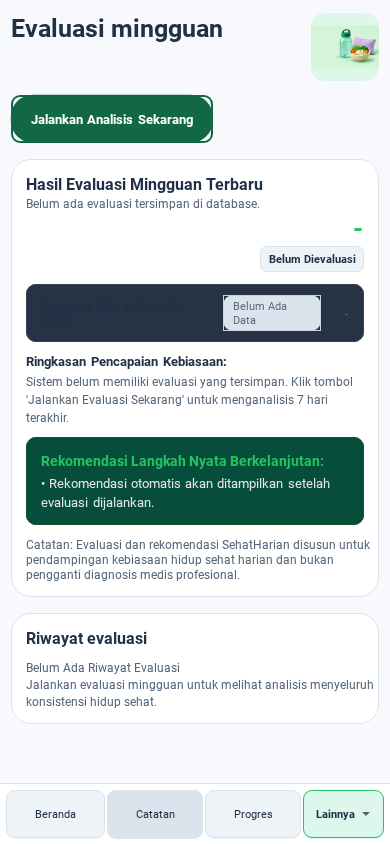 Evaluasi mingguan
Jalankan Analisis Sekarang
Hasil Evaluasi Mingguan Terbaru
Belum ada evaluasi tersimpan di database.
-
Belum Dievaluasi
Belum Ada
Data
-
Ringkasan Pencapaian Kebiasaan:
Sistem belum memiliki evaluasi yang tersimpan. Klik tombol
'Jalankan Evaluasi Sekarang' untuk menganalisis 7 hari
terakhir.
Rekomendasi Langkah Nyata Berkelanjutan:
• Rekomendasi otomatis akan ditampilkan setelah
evaluasi dijalankan.
Catatan: Evaluasi dan rekomendasi SehatHarian disusun untuk
pendampingan kebiasaan hidup sehat harian dan bukan
pengganti diagnosis medis profesional.
Riwayat evaluasi
Belum Ada Riwayat Evaluasi
Jalankan evaluasi mingguan untuk melihat analisis menyeluruh
konsistensi hidup sehat.
Beranda
Catatan
Progres
Lainnya